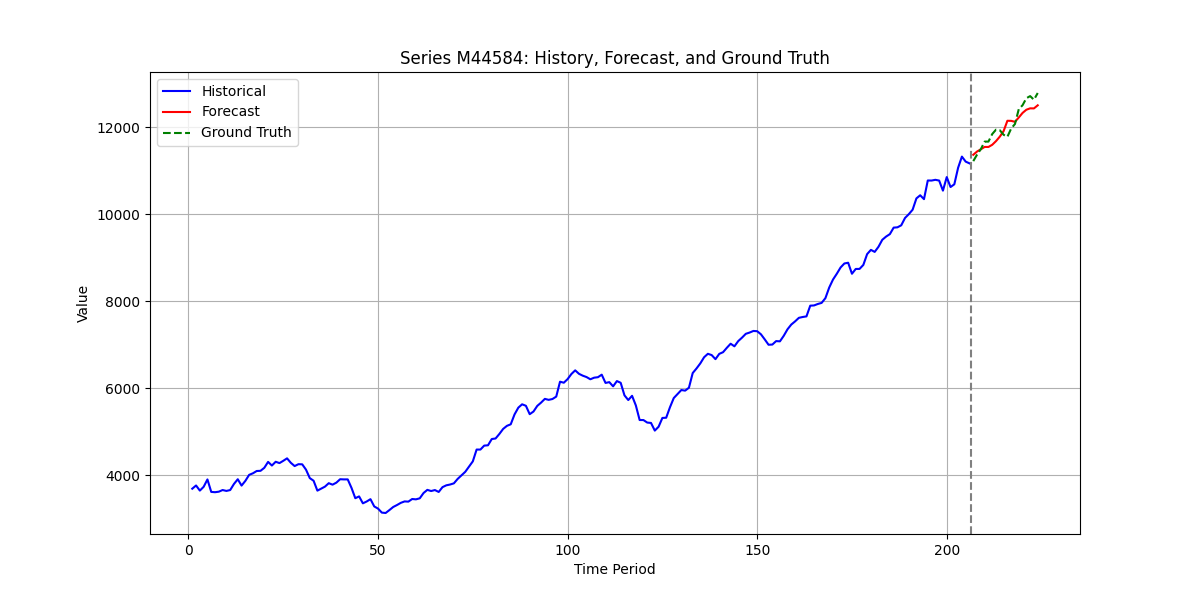 Series M44584: History, Forecast, and Ground Truth
Historical
Forecast
Ground Truth
12000
10000
8000
6000
4000
Value
0 50 100 150 200
Time Period